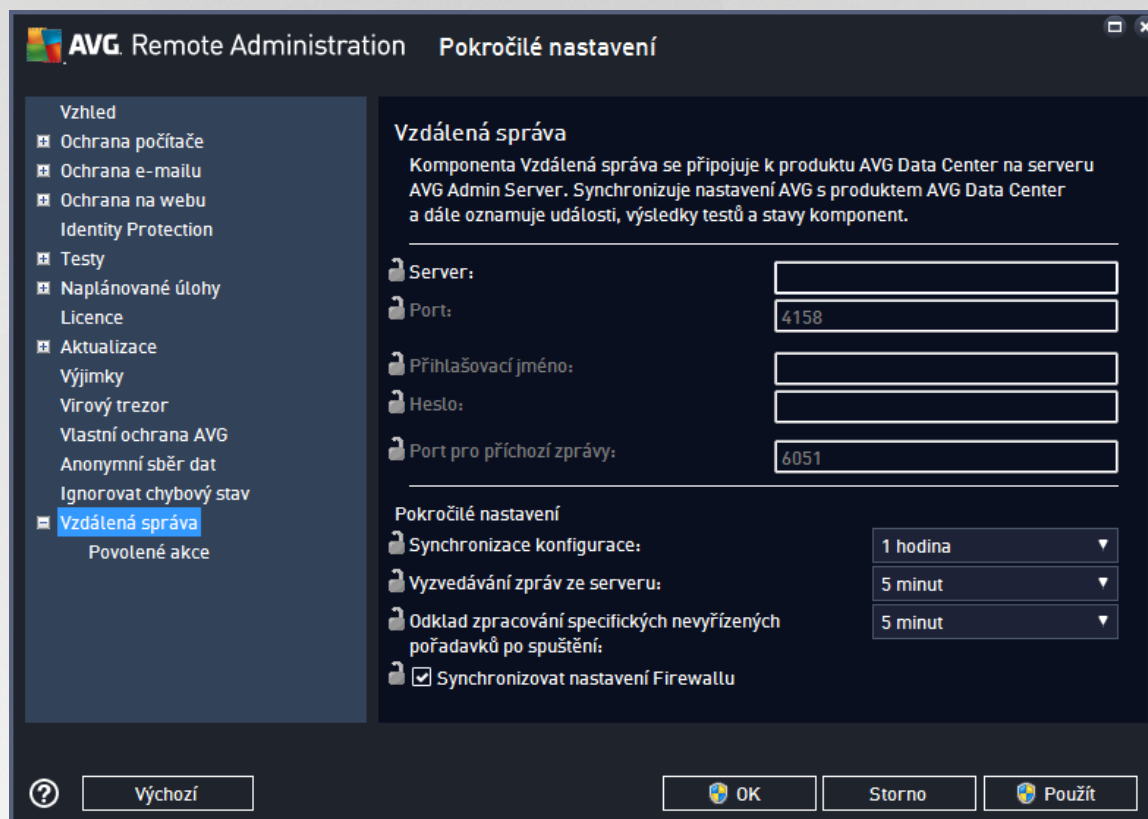 AVG. Remote Administration Pokročilé nastavení
Vzhled
Ochrana počítače
Ochrana e-mailu
Ochrana na webu
Identity Protection
Testy
Naplánované úlohy
Licence
Aktualizace
Výjimky
Virový trezor
Vlastní ochrana AVG
Anonymní sběr dat
Ignorovat chybový stav
Vzdálená správa
Povolené akce
Vzdálená správa
Komponenta Vzdálená správa se připojuje k produktu AVG Data Center na serveru
AVG Admin Server. Synchronizuje nastavení AVG s produktem AVG Data Center
a dále oznamuje události, výsledky testů a stavy komponent.
Server:
Port: 4158
Přihlašovací jméno:
Heslo:
Port pro příchozí zprávy: 6051
Pokročilé nastavení
Synchronizace konfigurace: 1 hodina
Vyzvedávání zpráv ze serveru: 5 minut
Odklad zpracování specifických nevyřízených 5 minut
pořadavků po spuštění:
Synchronizovat nastavení Firewallu
? Výchozí OK Storno Použít